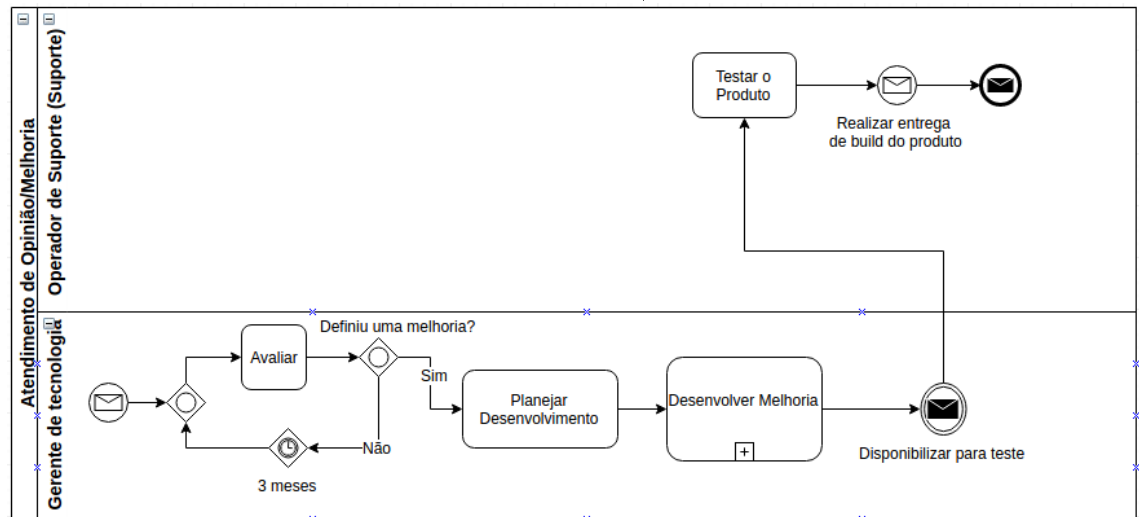 Atendimento de Opinião/Melhoria
Operador de Suporte (Suporte)
Testar o
Produto
Realizar entrega
de build do produto
Gerente de tecnologia
Definiu uma melhoria?
Avaliar
Sim
Planejar
Desenvolvimento
Desenvolver Melhoria
Não
3 meses
Disponibilizar para teste